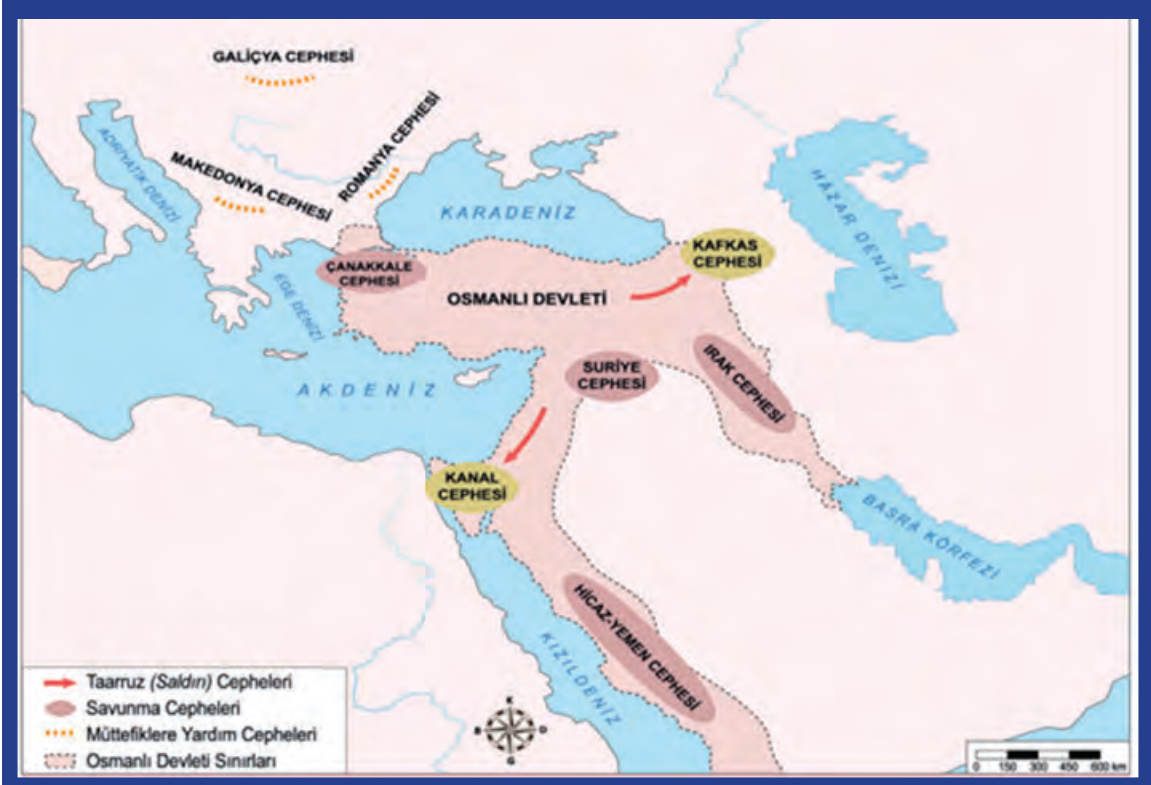 GALİÇYA CEPHESİ
ROMANYA CEPHESİ
MAKEDONYA CEPHESİ
ADRİYATİK DENİZİ
KARADENİZ
HAZAR DENİZİ
KAFKAS
CEPHESİ
ÇANAKKALE
CEPHESİ
EGE DENİZİ
OSMANLI DEVLETİ
IRAK CEPHESİ
SURİYE
CEPHESİ
AKDENİZ
KANAL
CEPHESİ
BASRA KÖRFEZİ
HİCAZ-YEMEN CEPHESİ
KIZILDENİZ
Taarruz (Saldırı) Cepheleri
Savunma Cepheleri
Müttefiklere Yardım Cepheleri
Osmanlı Devleti Sınırları
K
B D
G
0 150 300 450 600 km